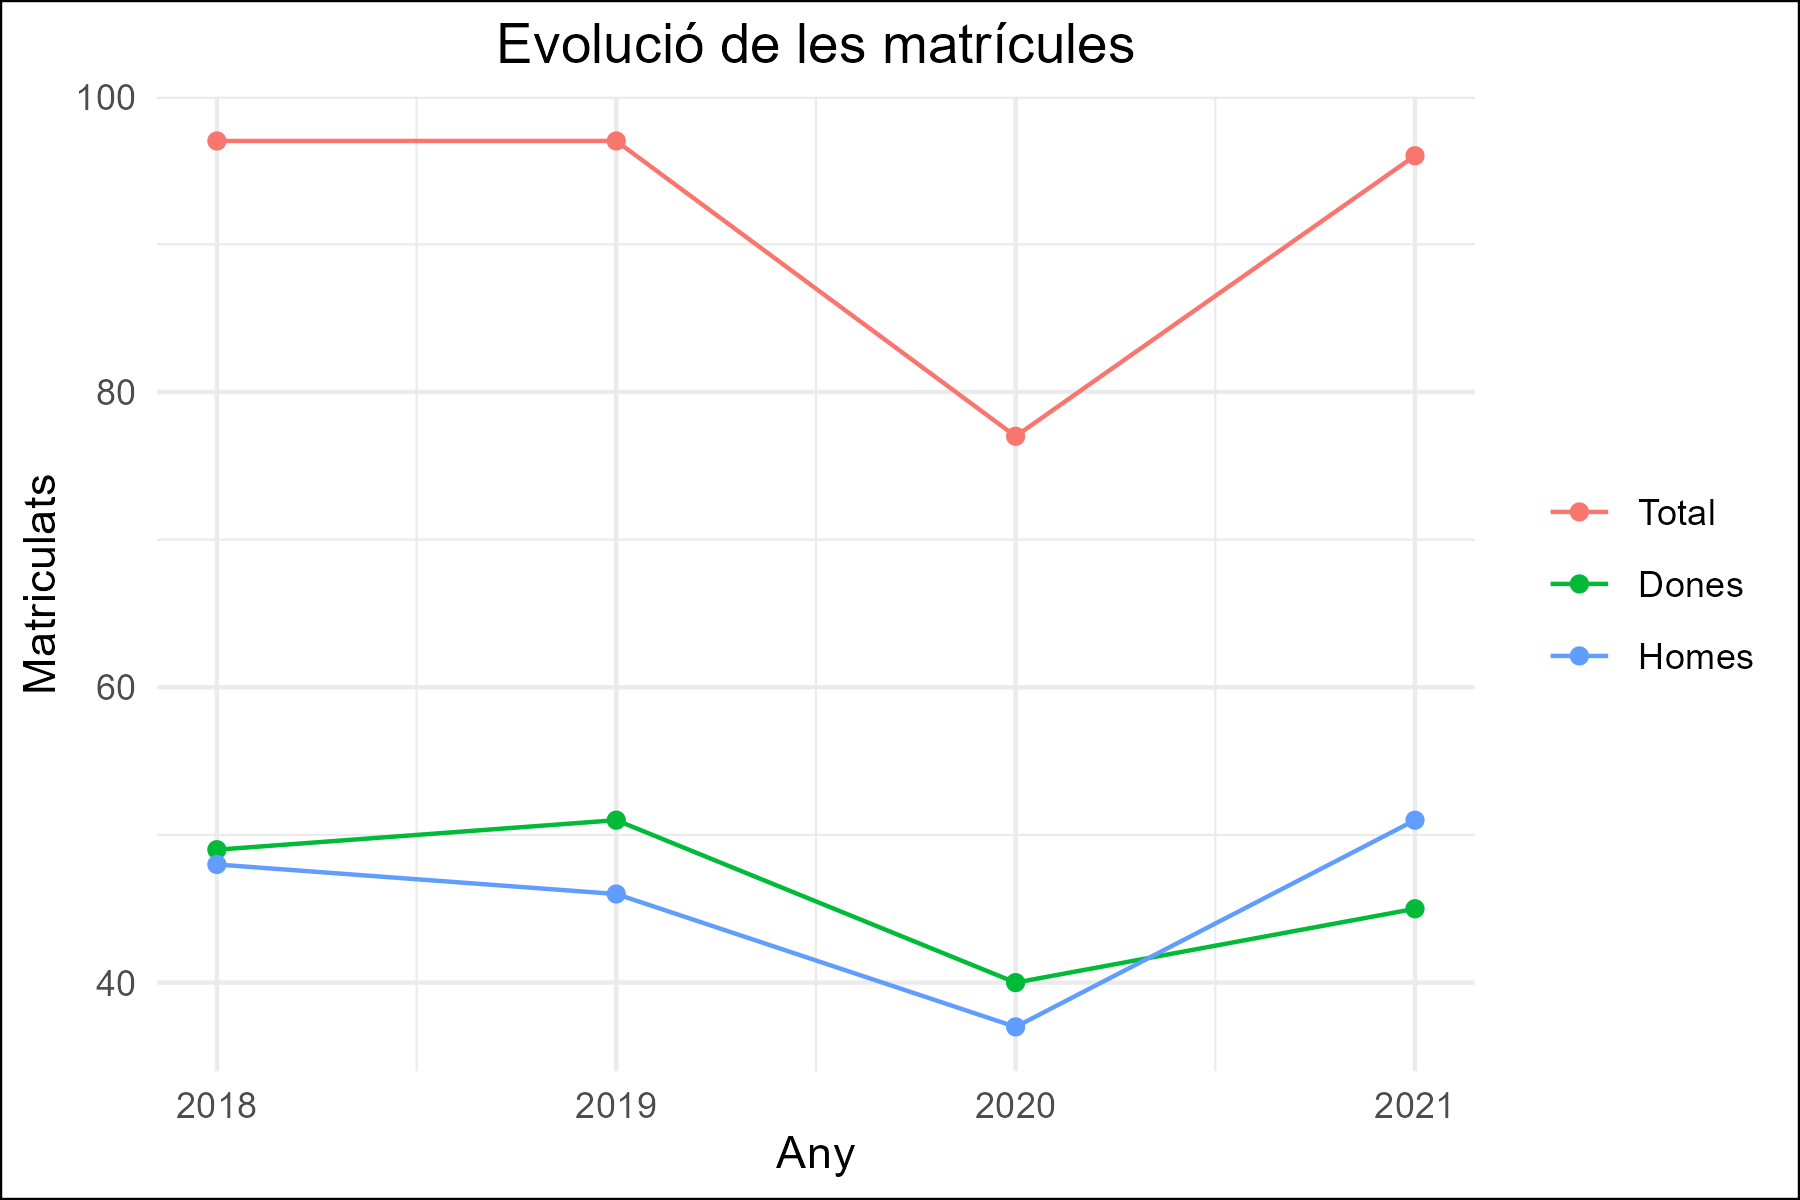 Evolució de les matrícules
100
80
60
40
Matriculats
2018 2019 2020 2021
Any
Total
Dones
Homes